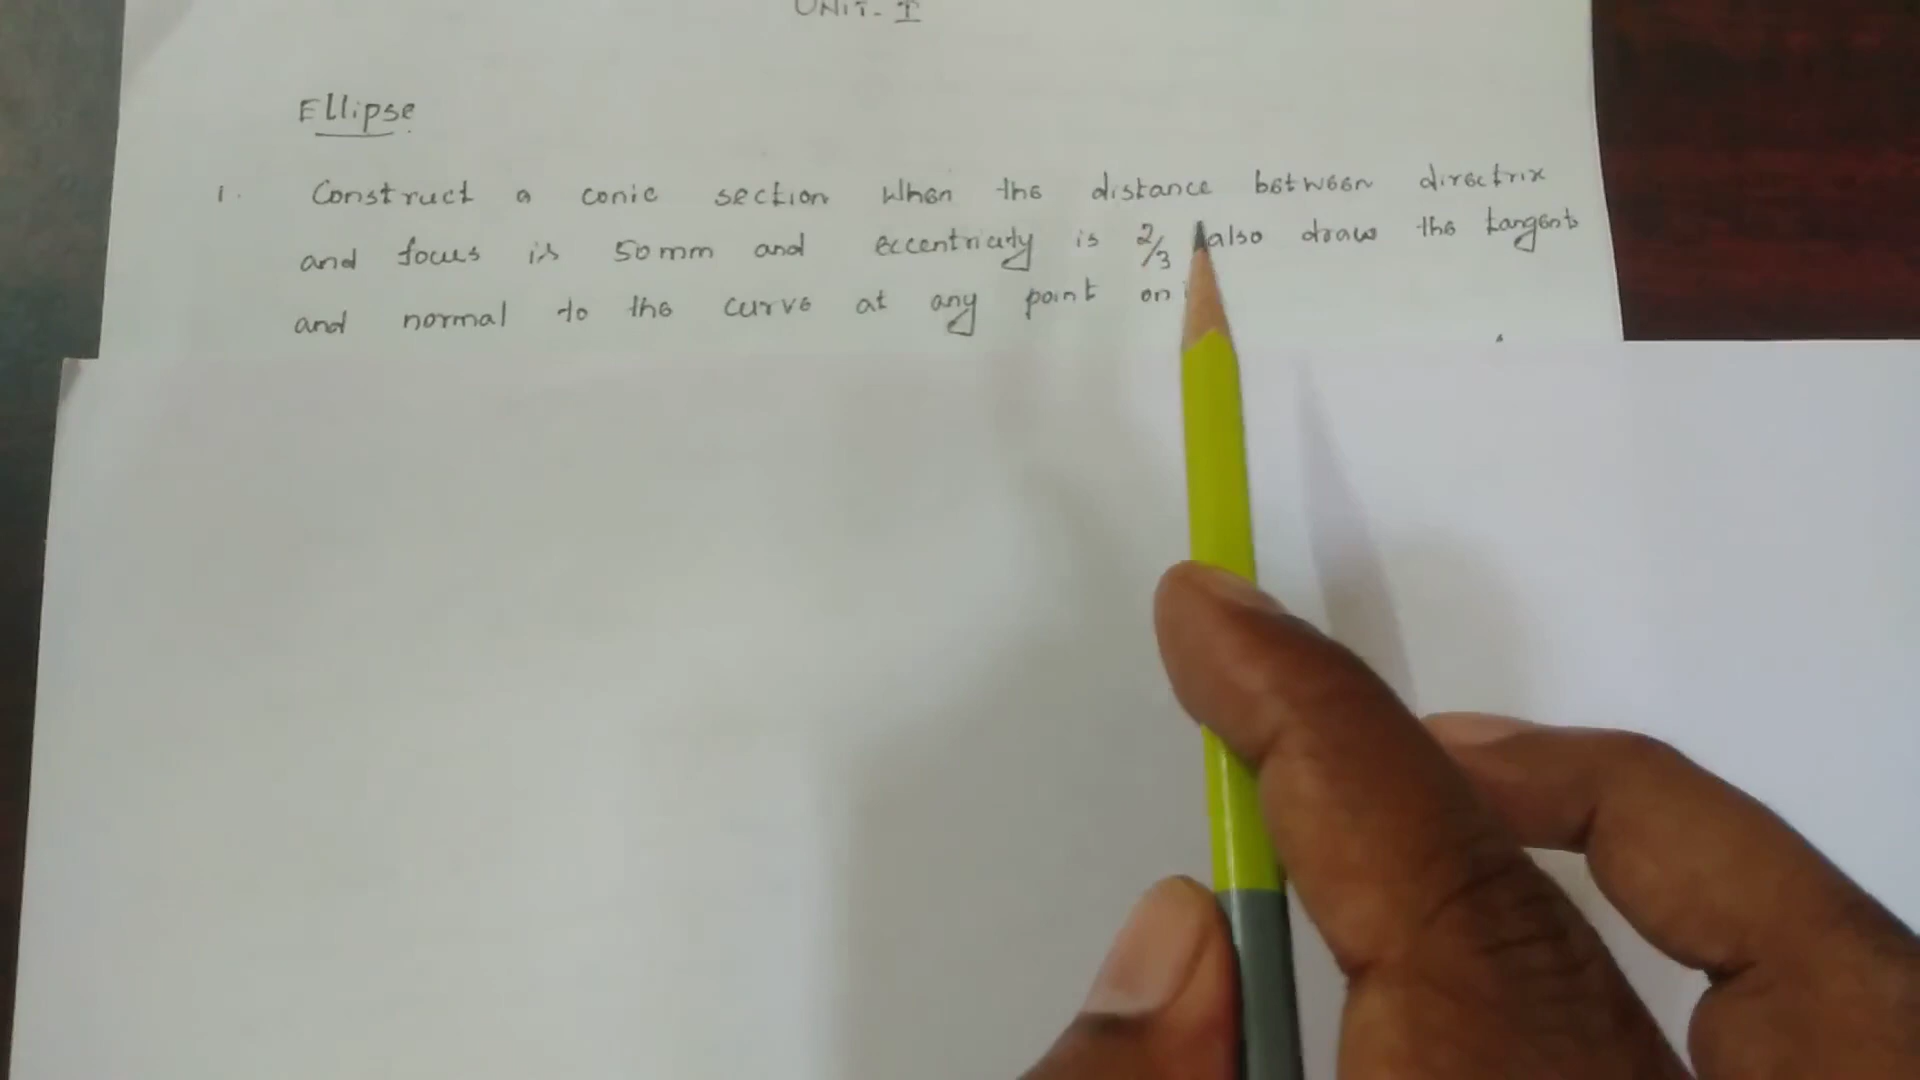 UNIT-I
Ellipse
1. Construct a conic section when the distance between directrix
and focus is 50mm and eccentricity is 2/3 also draw the tangent
and normal to the curve at any point on